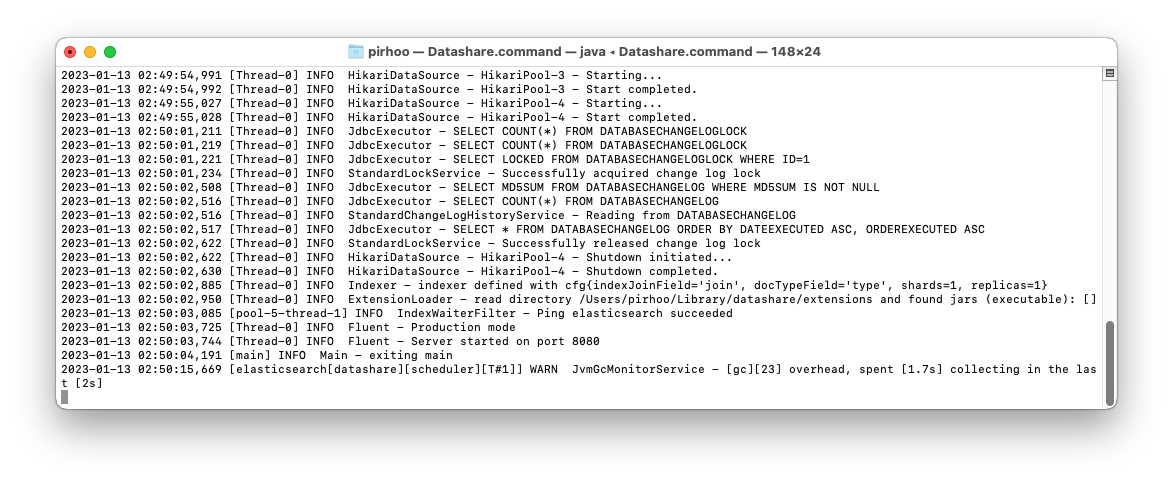 pirhoo — Datashare.command — java ◂ Datashare.command — 148×24
2023-01-13 02:49:54,991 [Thread-0] INFO  HikariDataSource - HikariPool-3 - Starting...
2023-01-13 02:49:54,992 [Thread-0] INFO  HikariDataSource - HikariPool-3 - Start completed.
2023-01-13 02:49:55,027 [Thread-0] INFO  HikariDataSource - HikariPool-4 - Starting...
2023-01-13 02:49:55,028 [Thread-0] INFO  HikariDataSource - HikariPool-4 - Start completed.
2023-01-13 02:50:01,211 [Thread-0] INFO  JdbcExecutor - SELECT COUNT(*) FROM DATABASECHANGELOGLOCK
2023-01-13 02:50:01,219 [Thread-0] INFO  JdbcExecutor - SELECT COUNT(*) FROM DATABASECHANGELOGLOCK
2023-01-13 02:50:01,221 [Thread-0] INFO  JdbcExecutor - SELECT LOCKED FROM DATABASECHANGELOGLOCK WHERE ID=1
2023-01-13 02:50:01,234 [Thread-0] INFO  StandardLockService - Successfully acquired change log lock
2023-01-13 02:50:02,508 [Thread-0] INFO  JdbcExecutor - SELECT MD5SUM FROM DATABASECHANGELOG WHERE MD5SUM IS NOT NULL
2023-01-13 02:50:02,516 [Thread-0] INFO  JdbcExecutor - SELECT COUNT(*) FROM DATABASECHANGELOG
2023-01-13 02:50:02,516 [Thread-0] INFO  StandardChangeLogHistoryService - Reading from DATABASECHANGELOG
2023-01-13 02:50:02,517 [Thread-0] INFO  JdbcExecutor - SELECT * FROM DATABASECHANGELOG ORDER BY DATEEXECUTED ASC, ORDEREXECUTED ASC
2023-01-13 02:50:02,622 [Thread-0] INFO  StandardLockService - Successfully released change log lock
2023-01-13 02:50:02,622 [Thread-0] INFO  HikariDataSource - HikariPool-4 - Shutdown initiated...
2023-01-13 02:50:02,630 [Thread-0] INFO  HikariDataSource - HikariPool-4 - Shutdown completed.
2023-01-13 02:50:02,885 [Thread-0] INFO  Indexer - indexer defined with cfg{indexJoinField='join', docTypeField='type', shards=1, replicas=1}
2023-01-13 02:50:02,950 [Thread-0] INFO  ExtensionLoader - read directory /Users/pirhoo/Library/datashare/extensions and found jars (executable): []
2023-01-13 02:50:03,085 [pool-5-thread-1] INFO  IndexWaiterFilter - Ping elasticsearch succeeded
2023-01-13 02:50:03,725 [Thread-0] INFO  Fluent - Production mode
2023-01-13 02:50:03,744 [Thread-0] INFO  Fluent - Server started on port 8080
2023-01-13 02:50:04,191 [main] INFO  Main - exiting main
2023-01-13 02:50:15,669 [elasticsearch[datashare][scheduler][T#1]] WARN  JvmGcMonitorService - [gc][23] overhead, spent [1.7s] collecting in the las
t [2s]